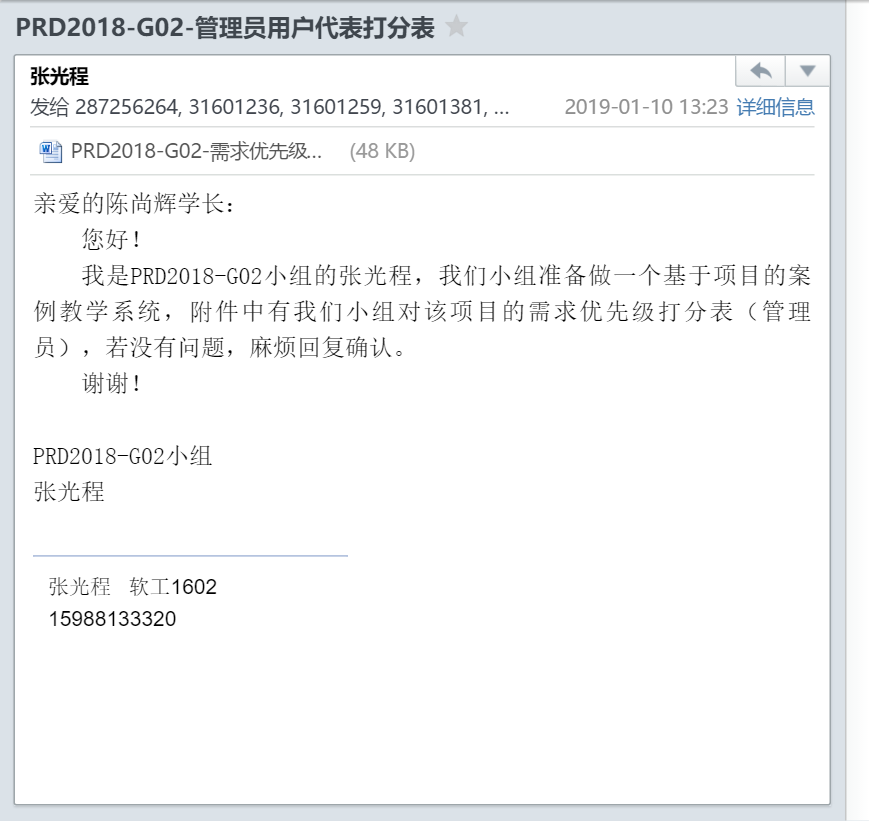 PRD2018-G02-管理员用户代表打分表
张光程
发给 287256264, 31601236, 31601259, 31601381, ... 2019-01-10 13:23 详细信息
PRD2018-G02-需求优先级... (48 KB)
亲爱的陈尚辉学长：
您好！
我是PRD2018-G02小组的张光程，我们小组准备做一个基于项目的案
例教学系统，附件中有我们小组对该项目的需求优先级打分表（管理
员），若没有问题，麻烦回复确认。
谢谢！
PRD2018-G02小组
张光程
张光程 软工1602
15988133320